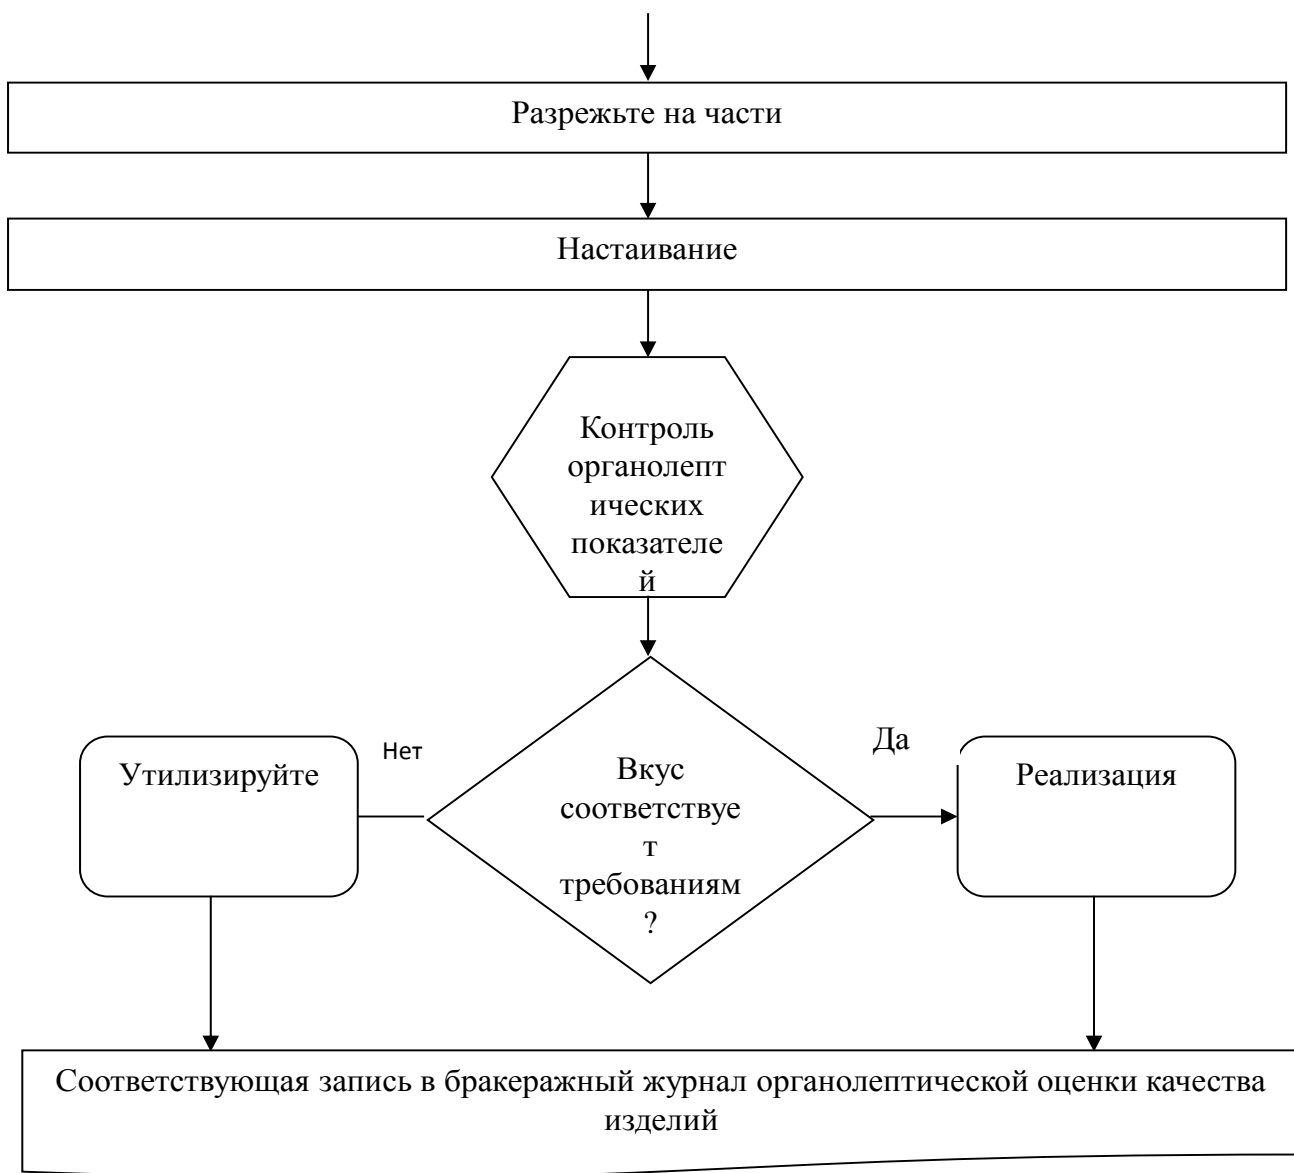 Разрежьте на части
Настаивание
Контроль
органолепт
ических
показателе
й
Нет
Да
Утилизируйте
Вкус
соответствуе
т
требованиям
?
Реализация
Соответствующая запись в бракеражный журнал органолептической оценки качества
изделий